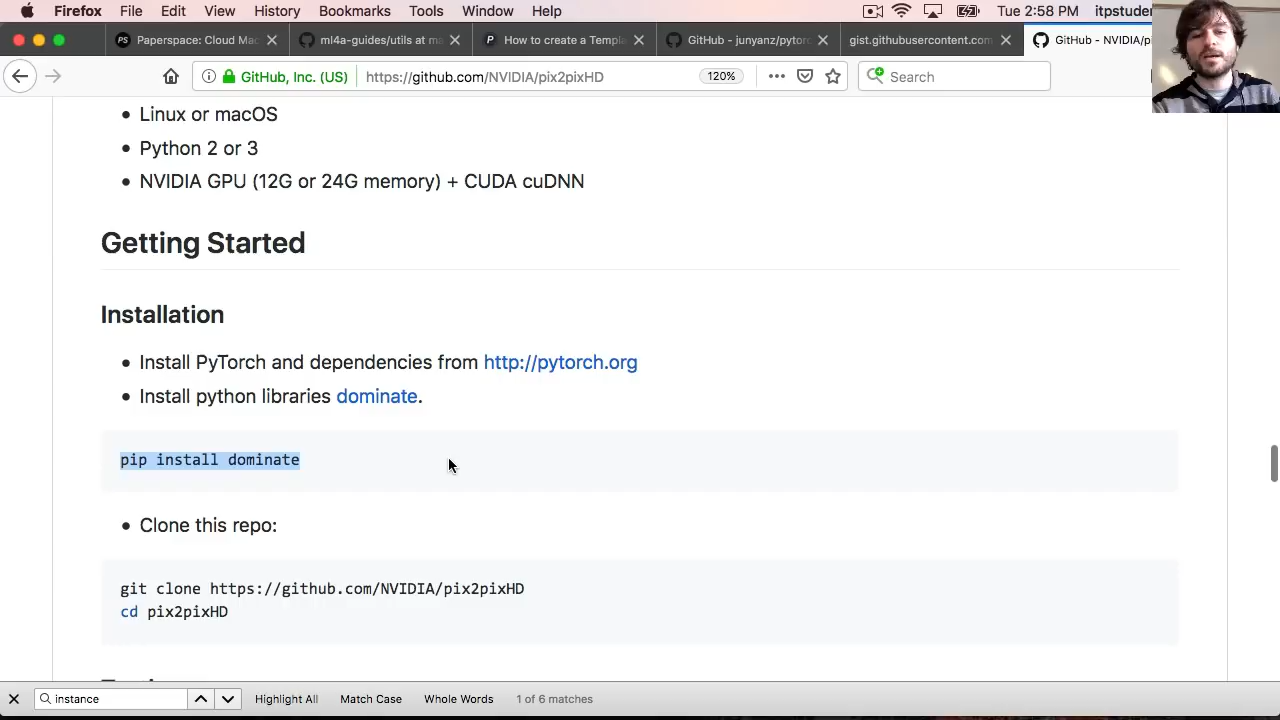 Firefox File Edit View History Bookmarks Tools Window Help Tue 2:58 PM itpstuden
PS Paperspace: Cloud Mac ml4a-guides/utils at ma How to create a Templa GitHub - junyanz/pytorc gist.githubusercontent.com GitHub - NVIDIA/pi
GitHub, Inc. (US) https://github.com/NVIDIA/pix2pixHD 120% Search
Linux or macOS
Python 2 or 3
NVIDIA GPU (12G or 24G memory) + CUDA cuDNN
Getting Started
Installation
Install PyTorch and dependencies from http://pytorch.org
Install python libraries dominate.
pip install dominate
Clone this repo:
git clone https://github.com/NVIDIA/pix2pixHD
cd pix2pixHD
instance Highlight All Match Case Whole Words 1 of 6 matches